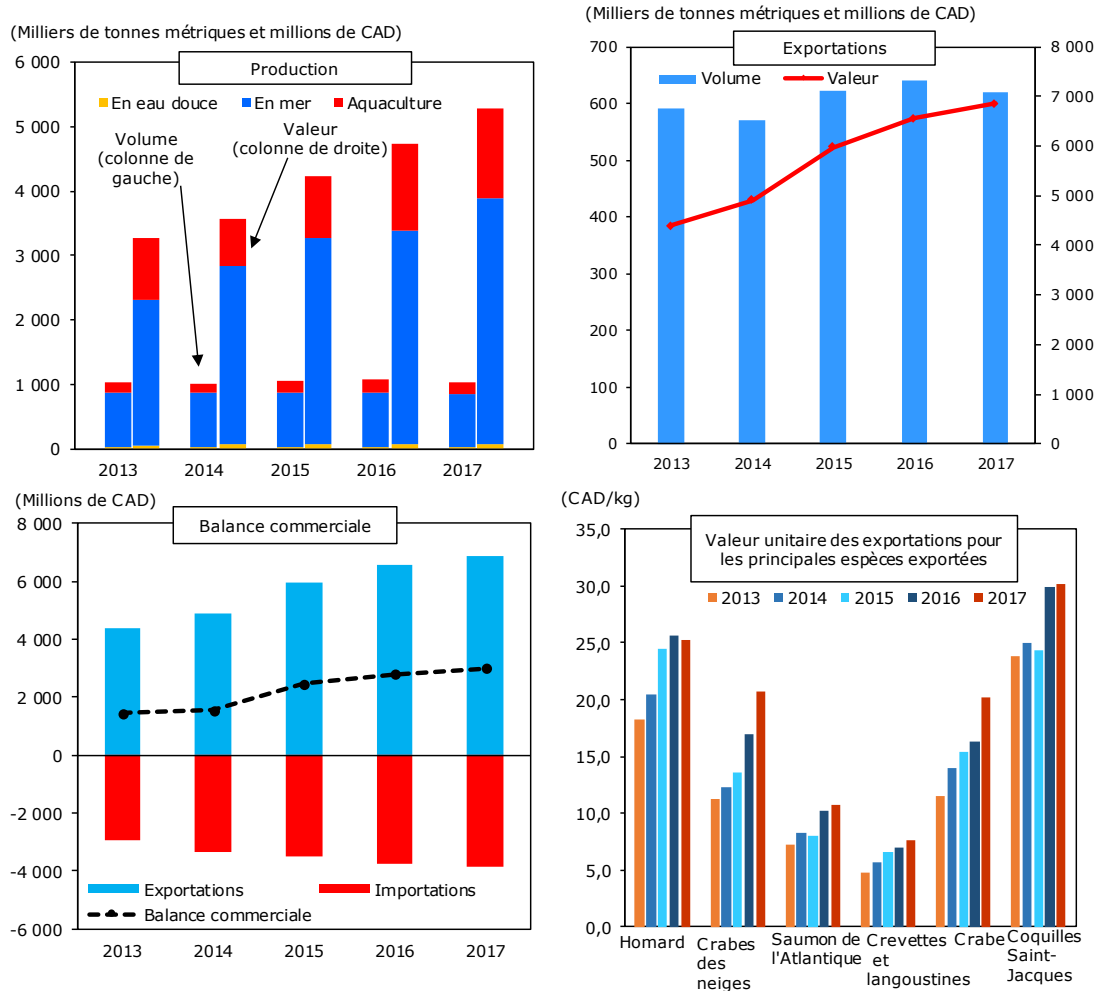 (Milliers de tonnes métriques et millions de CAD)
Production
6 000
5 000
4 000
3 000
2 000
1 000
0
En eau douce
En mer
Aquaculture
Volume
(colonne de
gauche)
Valeur
(colonne de droite)
2013
2014
2015
2016
2017
(Milliers de tonnes métriques et millions de CAD)
Exportations
Volume
Valeur
700
600
500
400
300
200
100
0
8 000
7 000
6 000
5 000
4 000
3 000
2 000
1 000
0
2013
2014
2015
2016
2017
(Millions de CAD)
Balance commerciale
8 000
6 000
4 000
2 000
0
-2 000
-4 000
-6 000
Exportations
Importations
Balance commerciale
2013
2014
2015
2016
2017
(CAD/kg)
Valeur unitaire des exportations pour
les principales espèces exportées
2013
2014
2015
2016
2017
35,0
30,0
25,0
20,0
15,0
10,0
5,0
0,0
Homard
Crabes
des
neiges
Saumon de
l'Atlantique
Crevettes
et
langoustines
Crabe
Coquilles
Saint-
Jacques